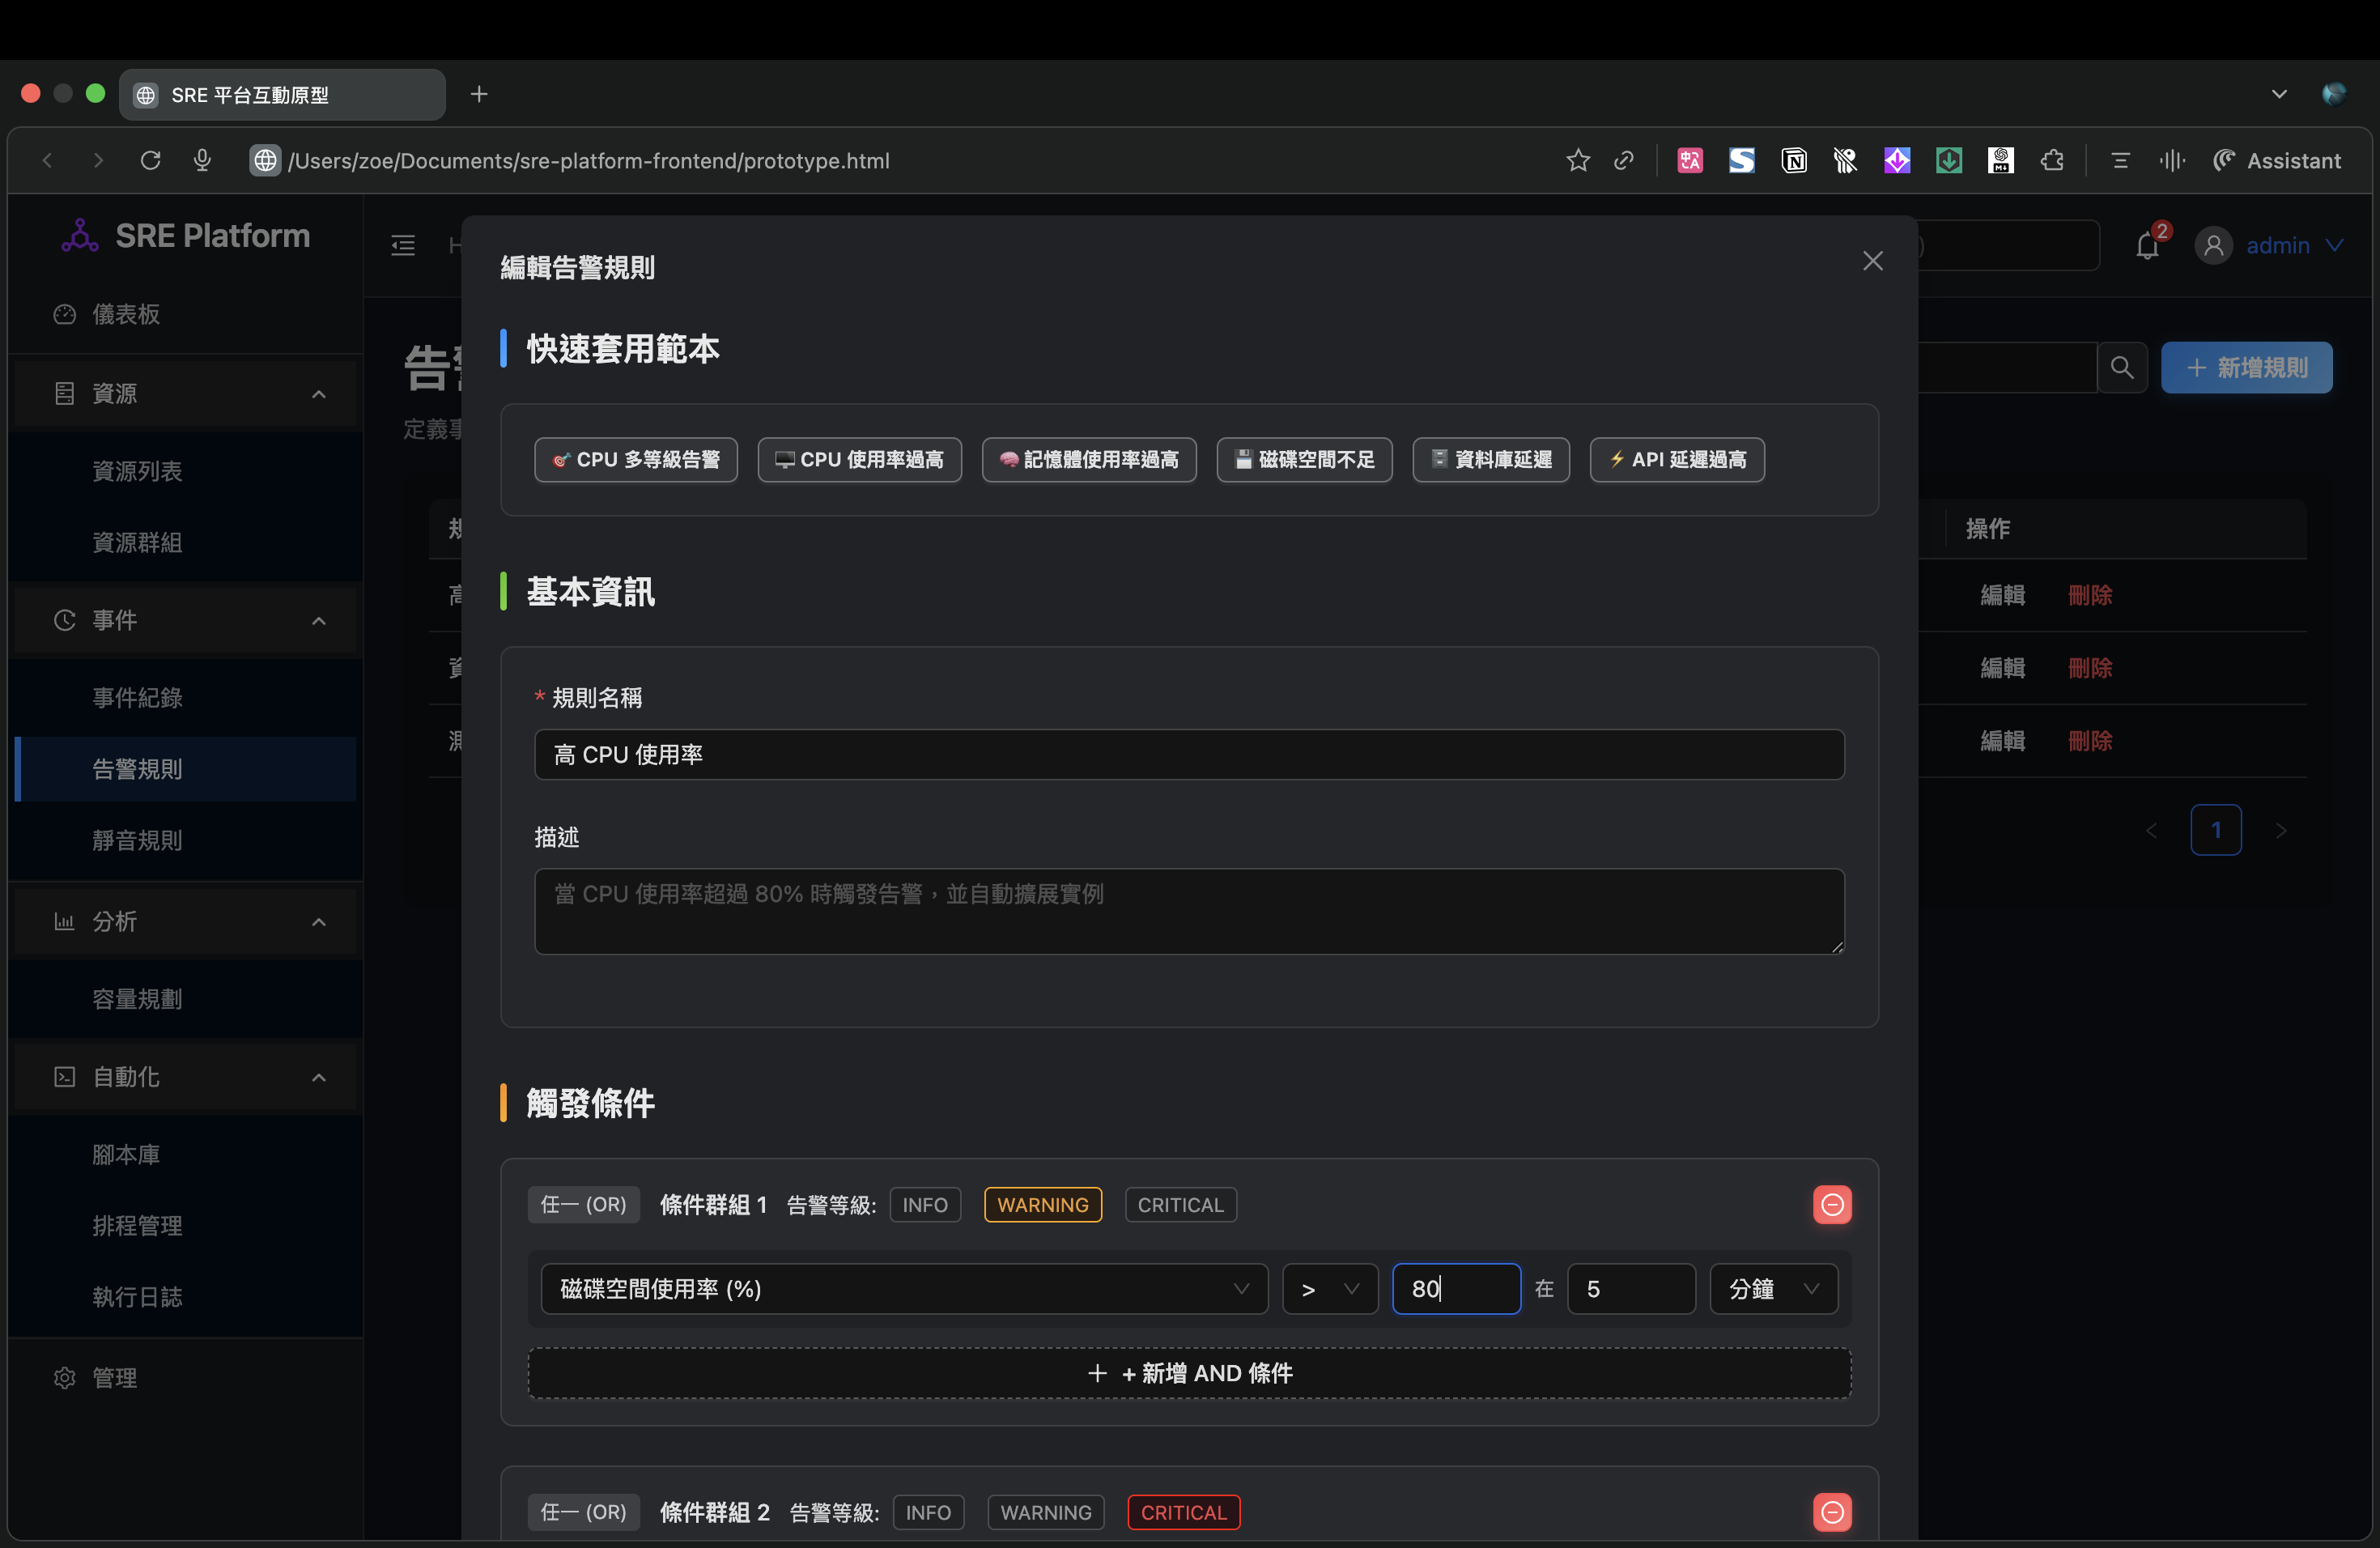 SRE 平台互動原型
/Users/zoe/Documents/sre-platform-frontend/prototype.html
Assistant
SRE Platform
儀表板
資源
資源列表
資源群組
事件
事件紀錄
告警規則
靜音規則
分析
容量規劃
自動化
腳本庫
排程管理
執行日誌
管理
2
admin
新增規則
操作
編輯 刪除
編輯 刪除
編輯 刪除
1
編輯告警規則
快速套用範本
CPU 多等級告警
CPU 使用率過高
記憶體使用率過高
磁碟空間不足
資料庫延遲
API 延遲過高
基本資訊
* 規則名稱
高 CPU 使用率
描述
當 CPU 使用率超過 80% 時觸發告警，並自動擴展實例
觸發條件
任一 (OR) 條件群組 1 告警等級: INFO WARNING CRITICAL
磁碟空間使用率 (%) > 80 在 5 分鐘
+ 新增 AND 條件
任一 (OR) 條件群組 2 告警等級: INFO WARNING CRITICAL